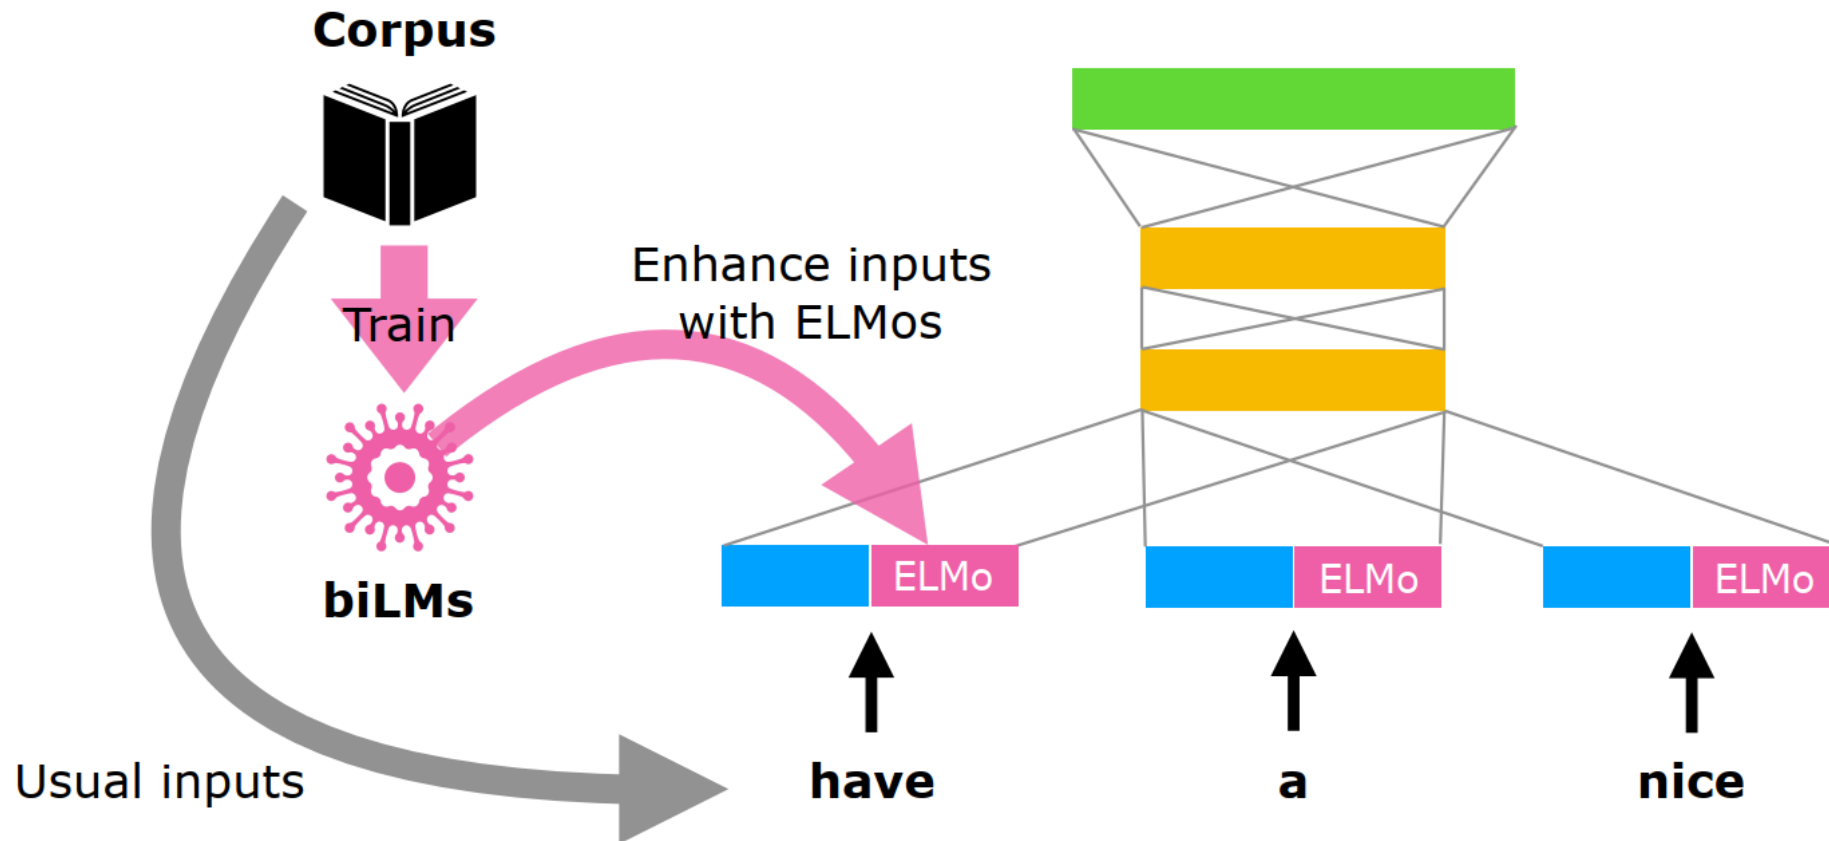 Corpus
Train
Enhance inputs
with ELMos
biLMs
ELMo
ELMo
ELMo
Usual inputs
have
a
nice